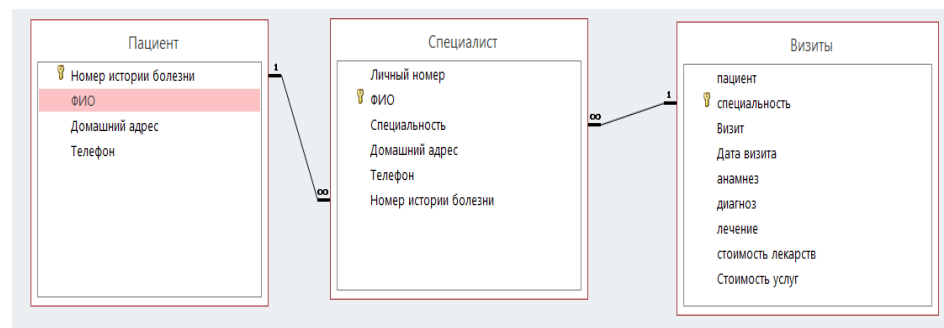 Пациент
Номер истории болезни
ФИО
Домашний адрес
Телефон
1
∞
Специалист
Личный номер
ФИО
Специальность
Домашний адрес
Телефон
Номер истории болезни
∞
1
Визиты
пациент
специальность
Визит
Дата визита
анамнез
диагноз
лечение
стоимость лекарств
Стоимость услуг